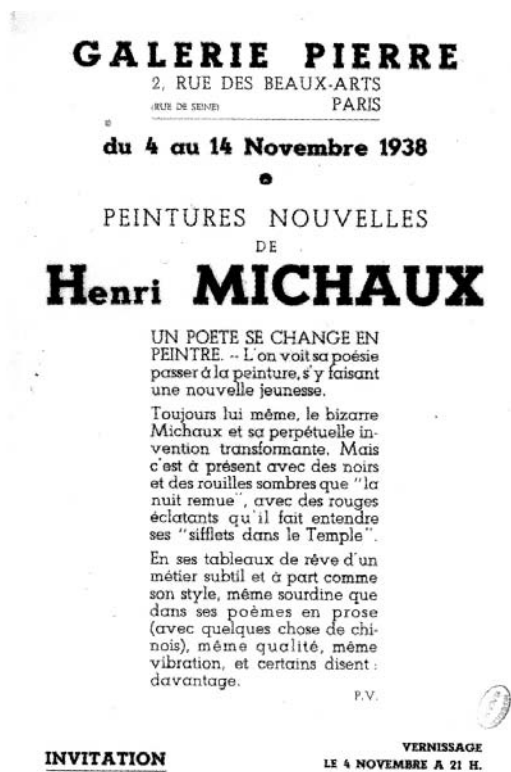 GALERIE PIERRE
2, RUE DES BEAUX-ARTS
(RUE DE SEINE) PARIS
du 4 au 14 Novembre 1938
PEINTURES NOUVELLES
DE
Henri MICHAUX
UN POETE SE CHANGE EN
PEINTRE. -- L'on voit sa poésie
passer à la peinture, s'y faisant
une nouvelle jeunesse.
Toujours lui même, le bizarre
Michaux et sa perpétuelle in-
vention transformante. Mais
c'est à présent avec des noirs
et des rouilles sombres que "la
nuit remue", avec des rouges
éclatants qu'il fait entendre
ses "sifflets dans le Temple".
En ses tableaux de rêve d'un
métier subtil et à part comme
son style, même sourdine que
dans ses poèmes en prose
(avec quelques chose de chi-
nois), même qualité, même
vibration, et certains disent :
davantage.
P.V.
VERNISSAGE
INVITATION LE 4 NOVEMBRE A 21 H.